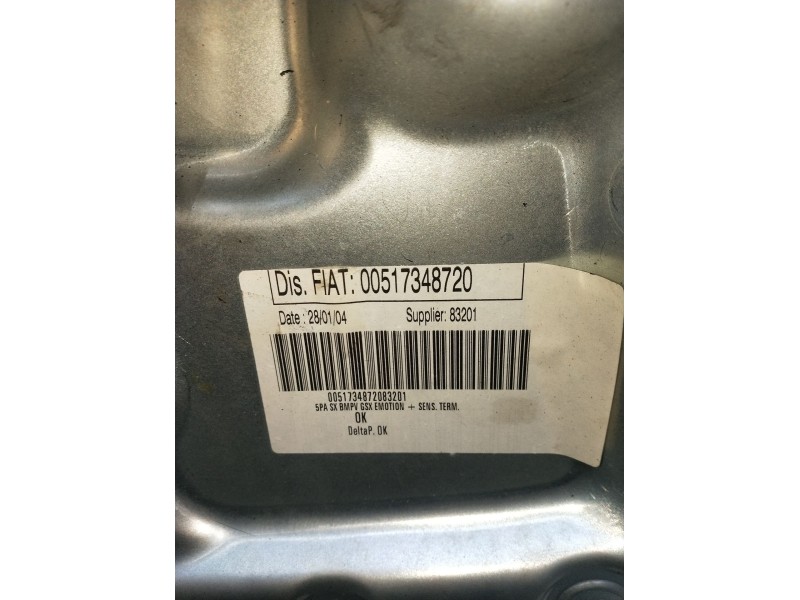 Dis. FIAT: 00517348720
Date : 28/01/04 Supplier: 83201
0051734872083201
5PA SX BMPV GSX EMOTION + SENS. TERM.
OK
DeltaP. OK